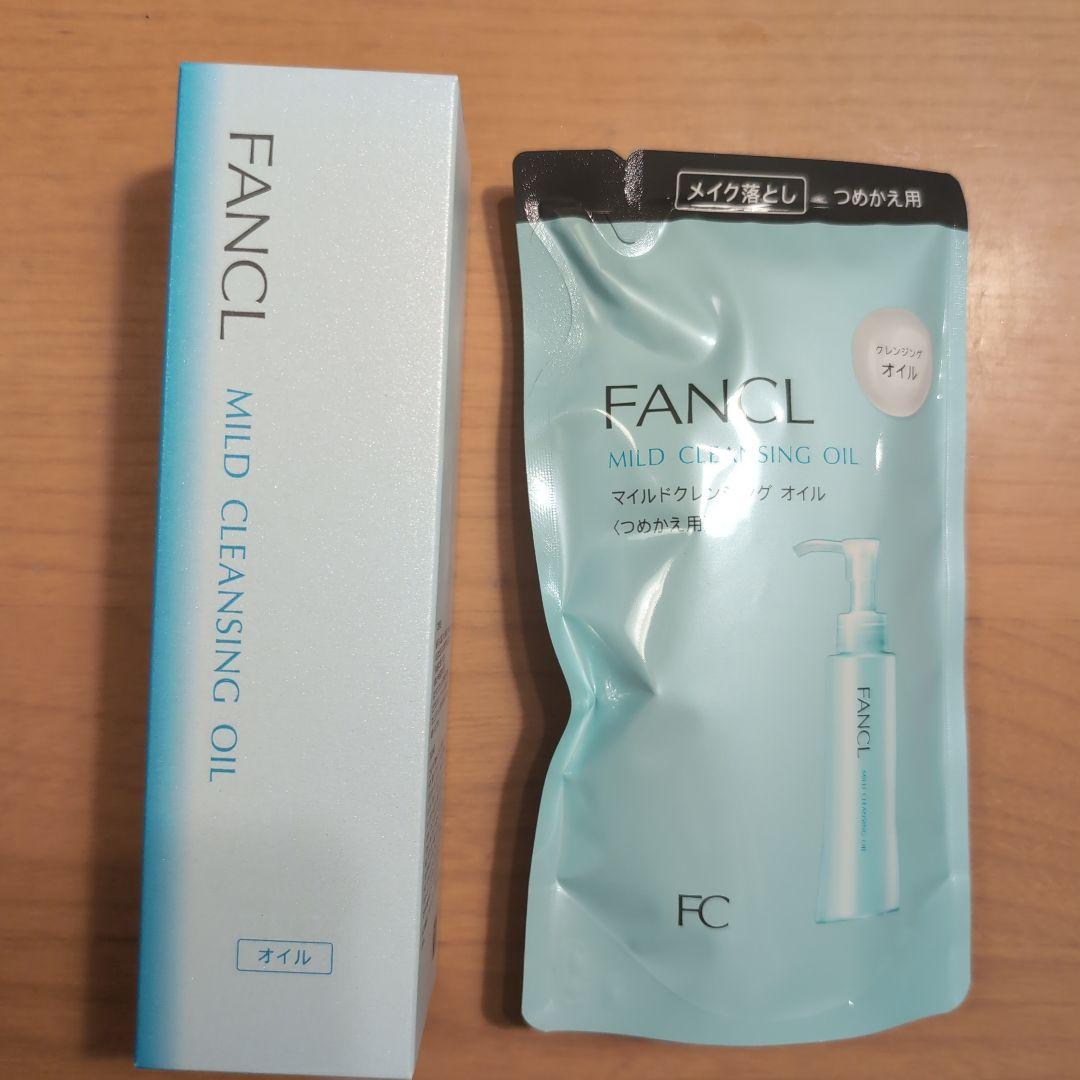 FANCL
MILD CLEANSING OIL
オイル
メイク落とし つめかえ用
クレンジング
オイル
FANCL
MILD CLEANSING OIL
マイルドクレンジング オイル
〈つめかえ用
FANCL
MILD CLEANSING OIL
FC